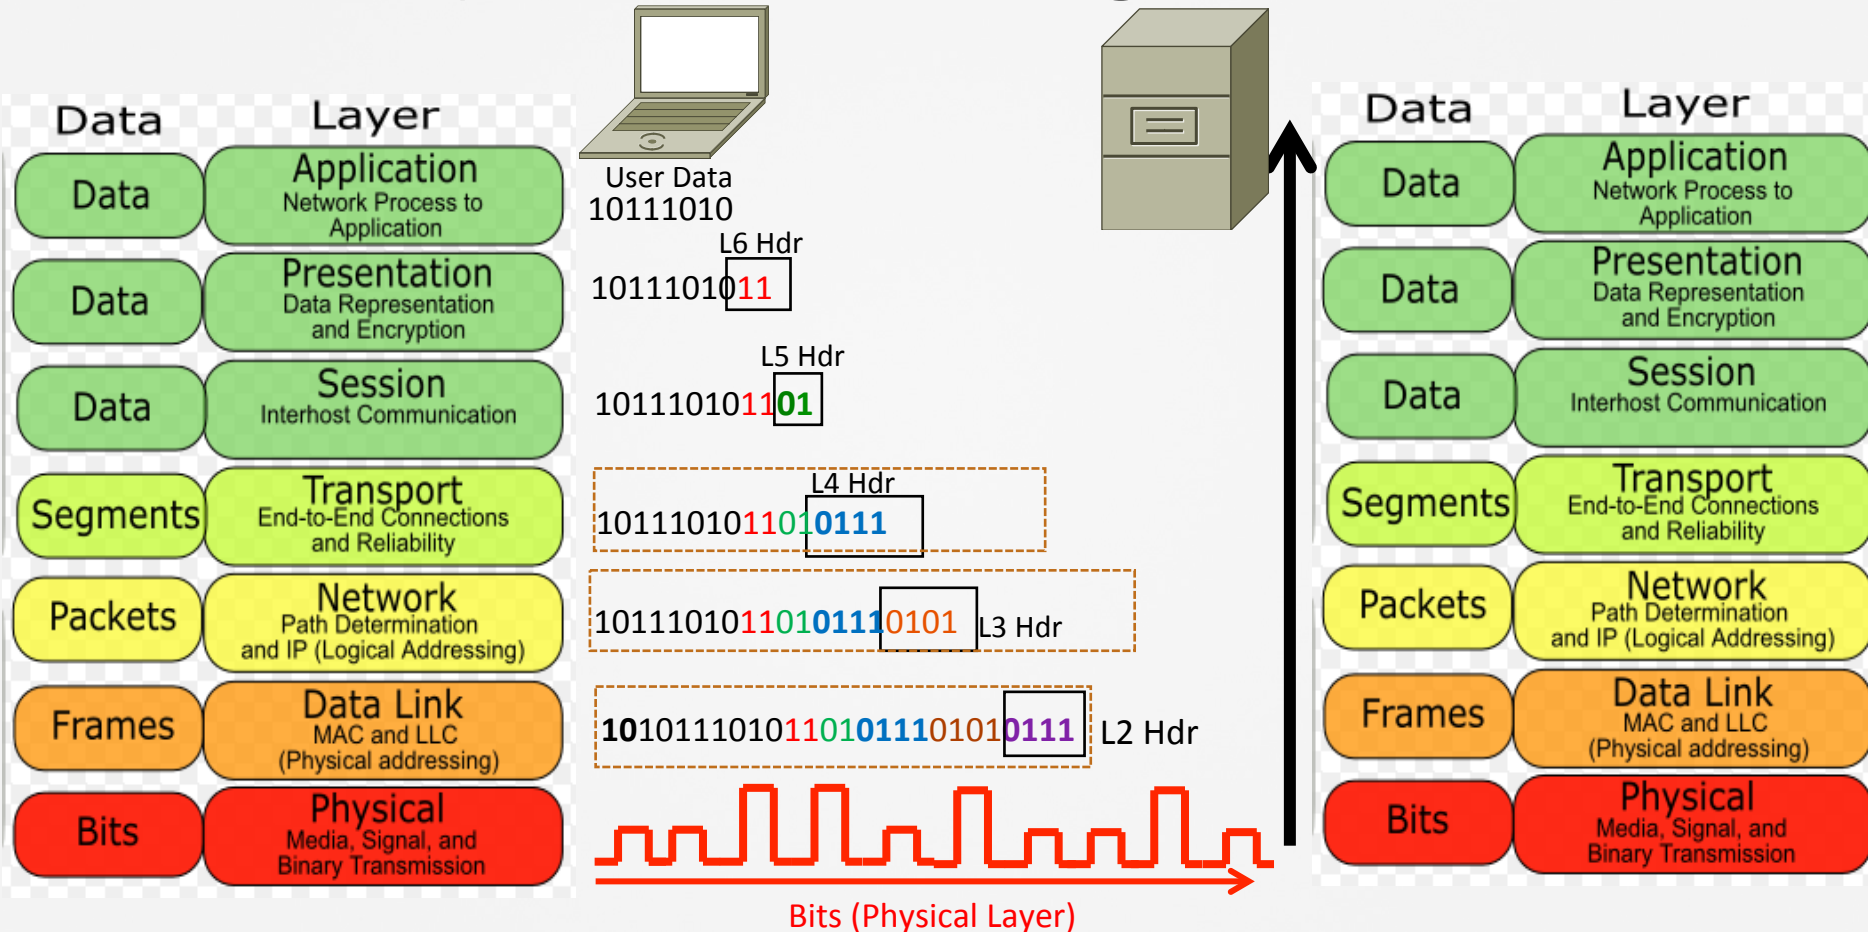 Data Layer
Data Application
Network Process to
Application
Data Presentation
Data Representation
and Encryption
Data Session
Interhost Communication
Segments Transport
End-to-End Connections
and Reliability
Packets Network
Path Determination
and IP (Logical Addressing)
Frames Data Link
MAC and LLC
(Physical addressing)
Bits Physical
Media, Signal, and
Binary Transmission
User Data
10111010
L6 Hdr
1011101011
L5 Hdr
101110101101
L4 Hdr
1011101011010111
10111010110101110101 L3 Hdr
10101110101101011101010111 L2 Hdr
Bits (Physical Layer)
Data Layer
Data Application
Network Process to
Application
Data Presentation
Data Representation
and Encryption
Data Session
Interhost Communication
Segments Transport
End-to-End Connections
and Reliability
Packets Network
Path Determination
and IP (Logical Addressing)
Frames Data Link
MAC and LLC
(Physical addressing)
Bits Physical
Media, Signal, and
Binary Transmission